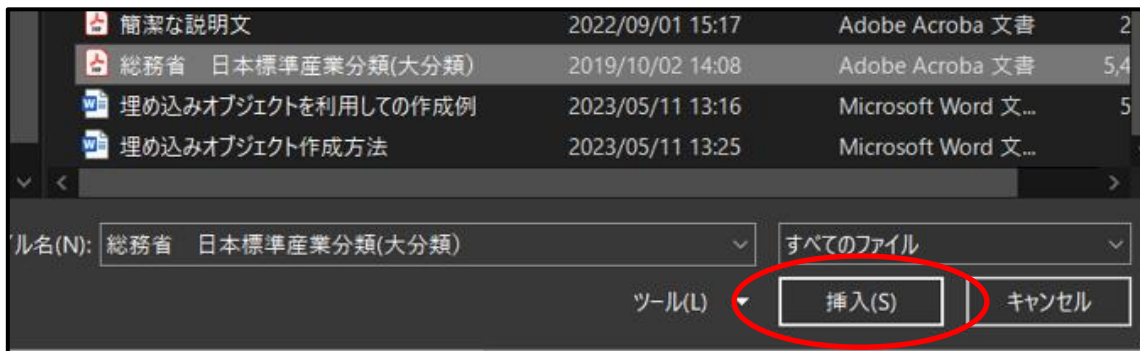 簡潔な説明文 2022/09/01 15:17 Adobe Acroba 文書 2
総務省　日本標準産業分類(大分類) 2019/10/02 14:08 Adobe Acroba 文書 5,4
埋め込みオブジェクトを利用しての作成例 2023/05/11 13:16 Microsoft Word 文... 5
埋め込みオブジェクト作成方法 2023/05/11 13:25 Microsoft Word 文...
イル名(N): 総務省　日本標準産業分類(大分類) すべてのファイル
ツール(L) 挿入(S) キャンセル